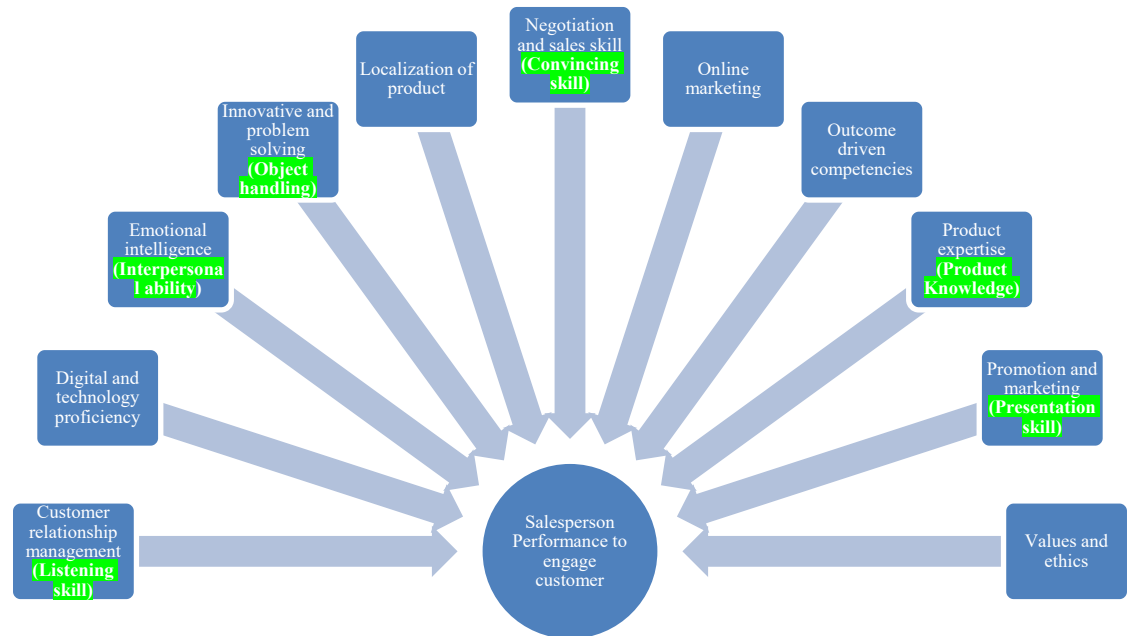 Negotiation
and sales skill
(Convincing
skill)
Localization of
product
Online
marketing
Innovative and
problem
solving
(Object
handling)
Outcome
driven
competencies
Emotional
intelligence
(Interpersona
l ability)
Product
expertise
(Product
Knowledge)
Digital and
technology
proficiency
Promotion and
marketing
(Presentation
skill)
Customer
relationship
management
(Listening
skill)
Salesperson
Performance to
engage
customer
Values and
ethics